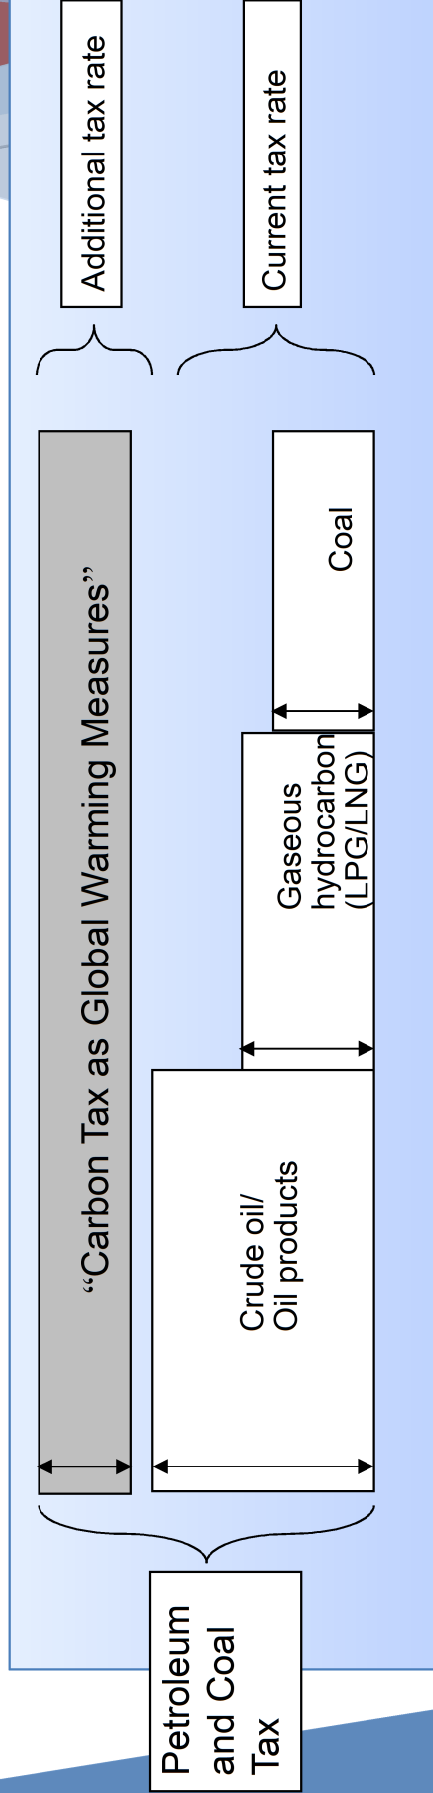 Petroleum
and Coal
Tax
“Carbon Tax as Global Warming Measures”
Additional tax rate
Crude oil/
Oil products
Gaseous
hydrocarbon
(LPG/LNG)
Coal
Current tax rate